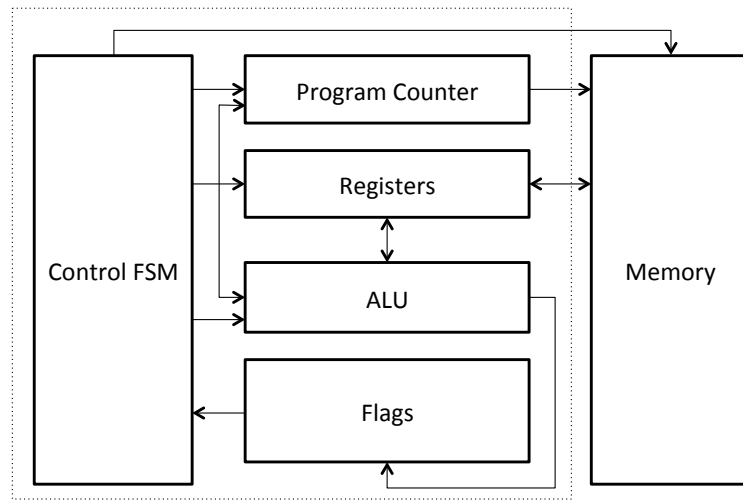 Program Counter
Registers
Control FSM
ALU
Memory
Flags